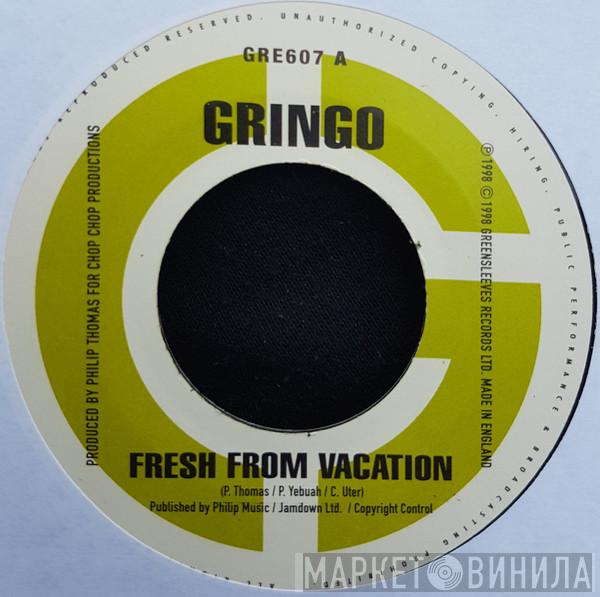 REPRODUCED RESERVED. UNAUTHORIZED COPYING, HIRING, PUBLIC PERFORMANCE & BROADCASTING PROHIBITED
GRE607 A
GRINGO
PRODUCED BY PHILIP THOMAS FOR CHOP CHOP PRODUCTIONS
℗ 1998 © 1998 GREENSLEEVES RECORDS LTD. MADE IN ENGLAND
FRESH FROM VACATION
(P. Thomas / P. Yebuah / C. Uter)
Published by Philip Music / Jamdown Ltd. / Copyright Control
ALL
МАРКЕТ ВИНИЛА